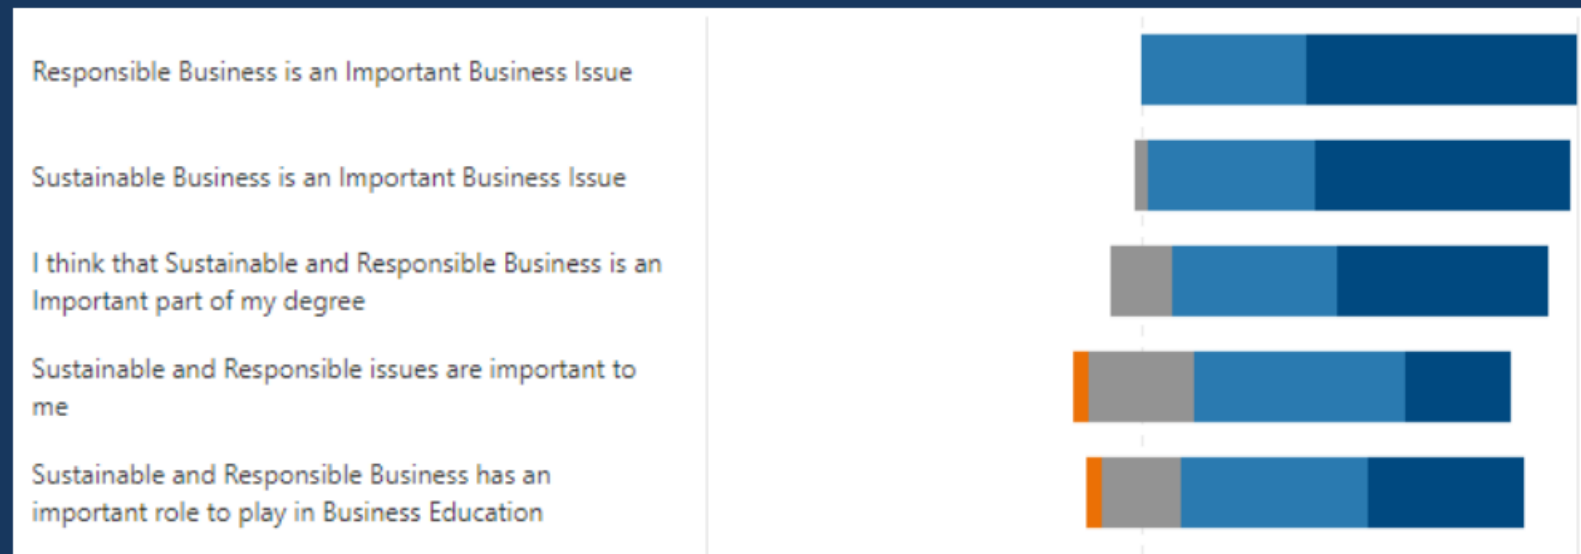 Responsible Business is an Important Business Issue
Sustainable Business is an Important Business Issue
I think that Sustainable and Responsible Business is an
Important part of my degree
Sustainable and Responsible issues are important to
me
Sustainable and Responsible Business has an
important role to play in Business Education